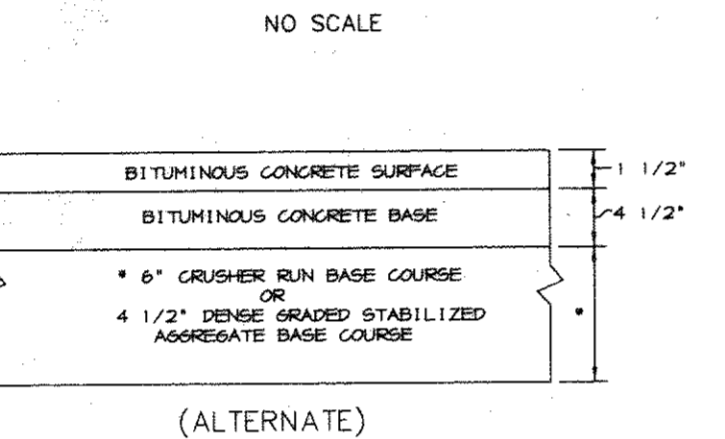 NO SCALE
BITUMINOUS CONCRETE SURFACE
1 1/2"
BITUMINOUS CONCRETE BASE
4 1/2"
* 6" CRUSHER RUN BASE COURSE
OR
4 1/2" DENSE GRADED STABILIZED
AGGREGATE BASE COURSE
*
(ALTERNATE)